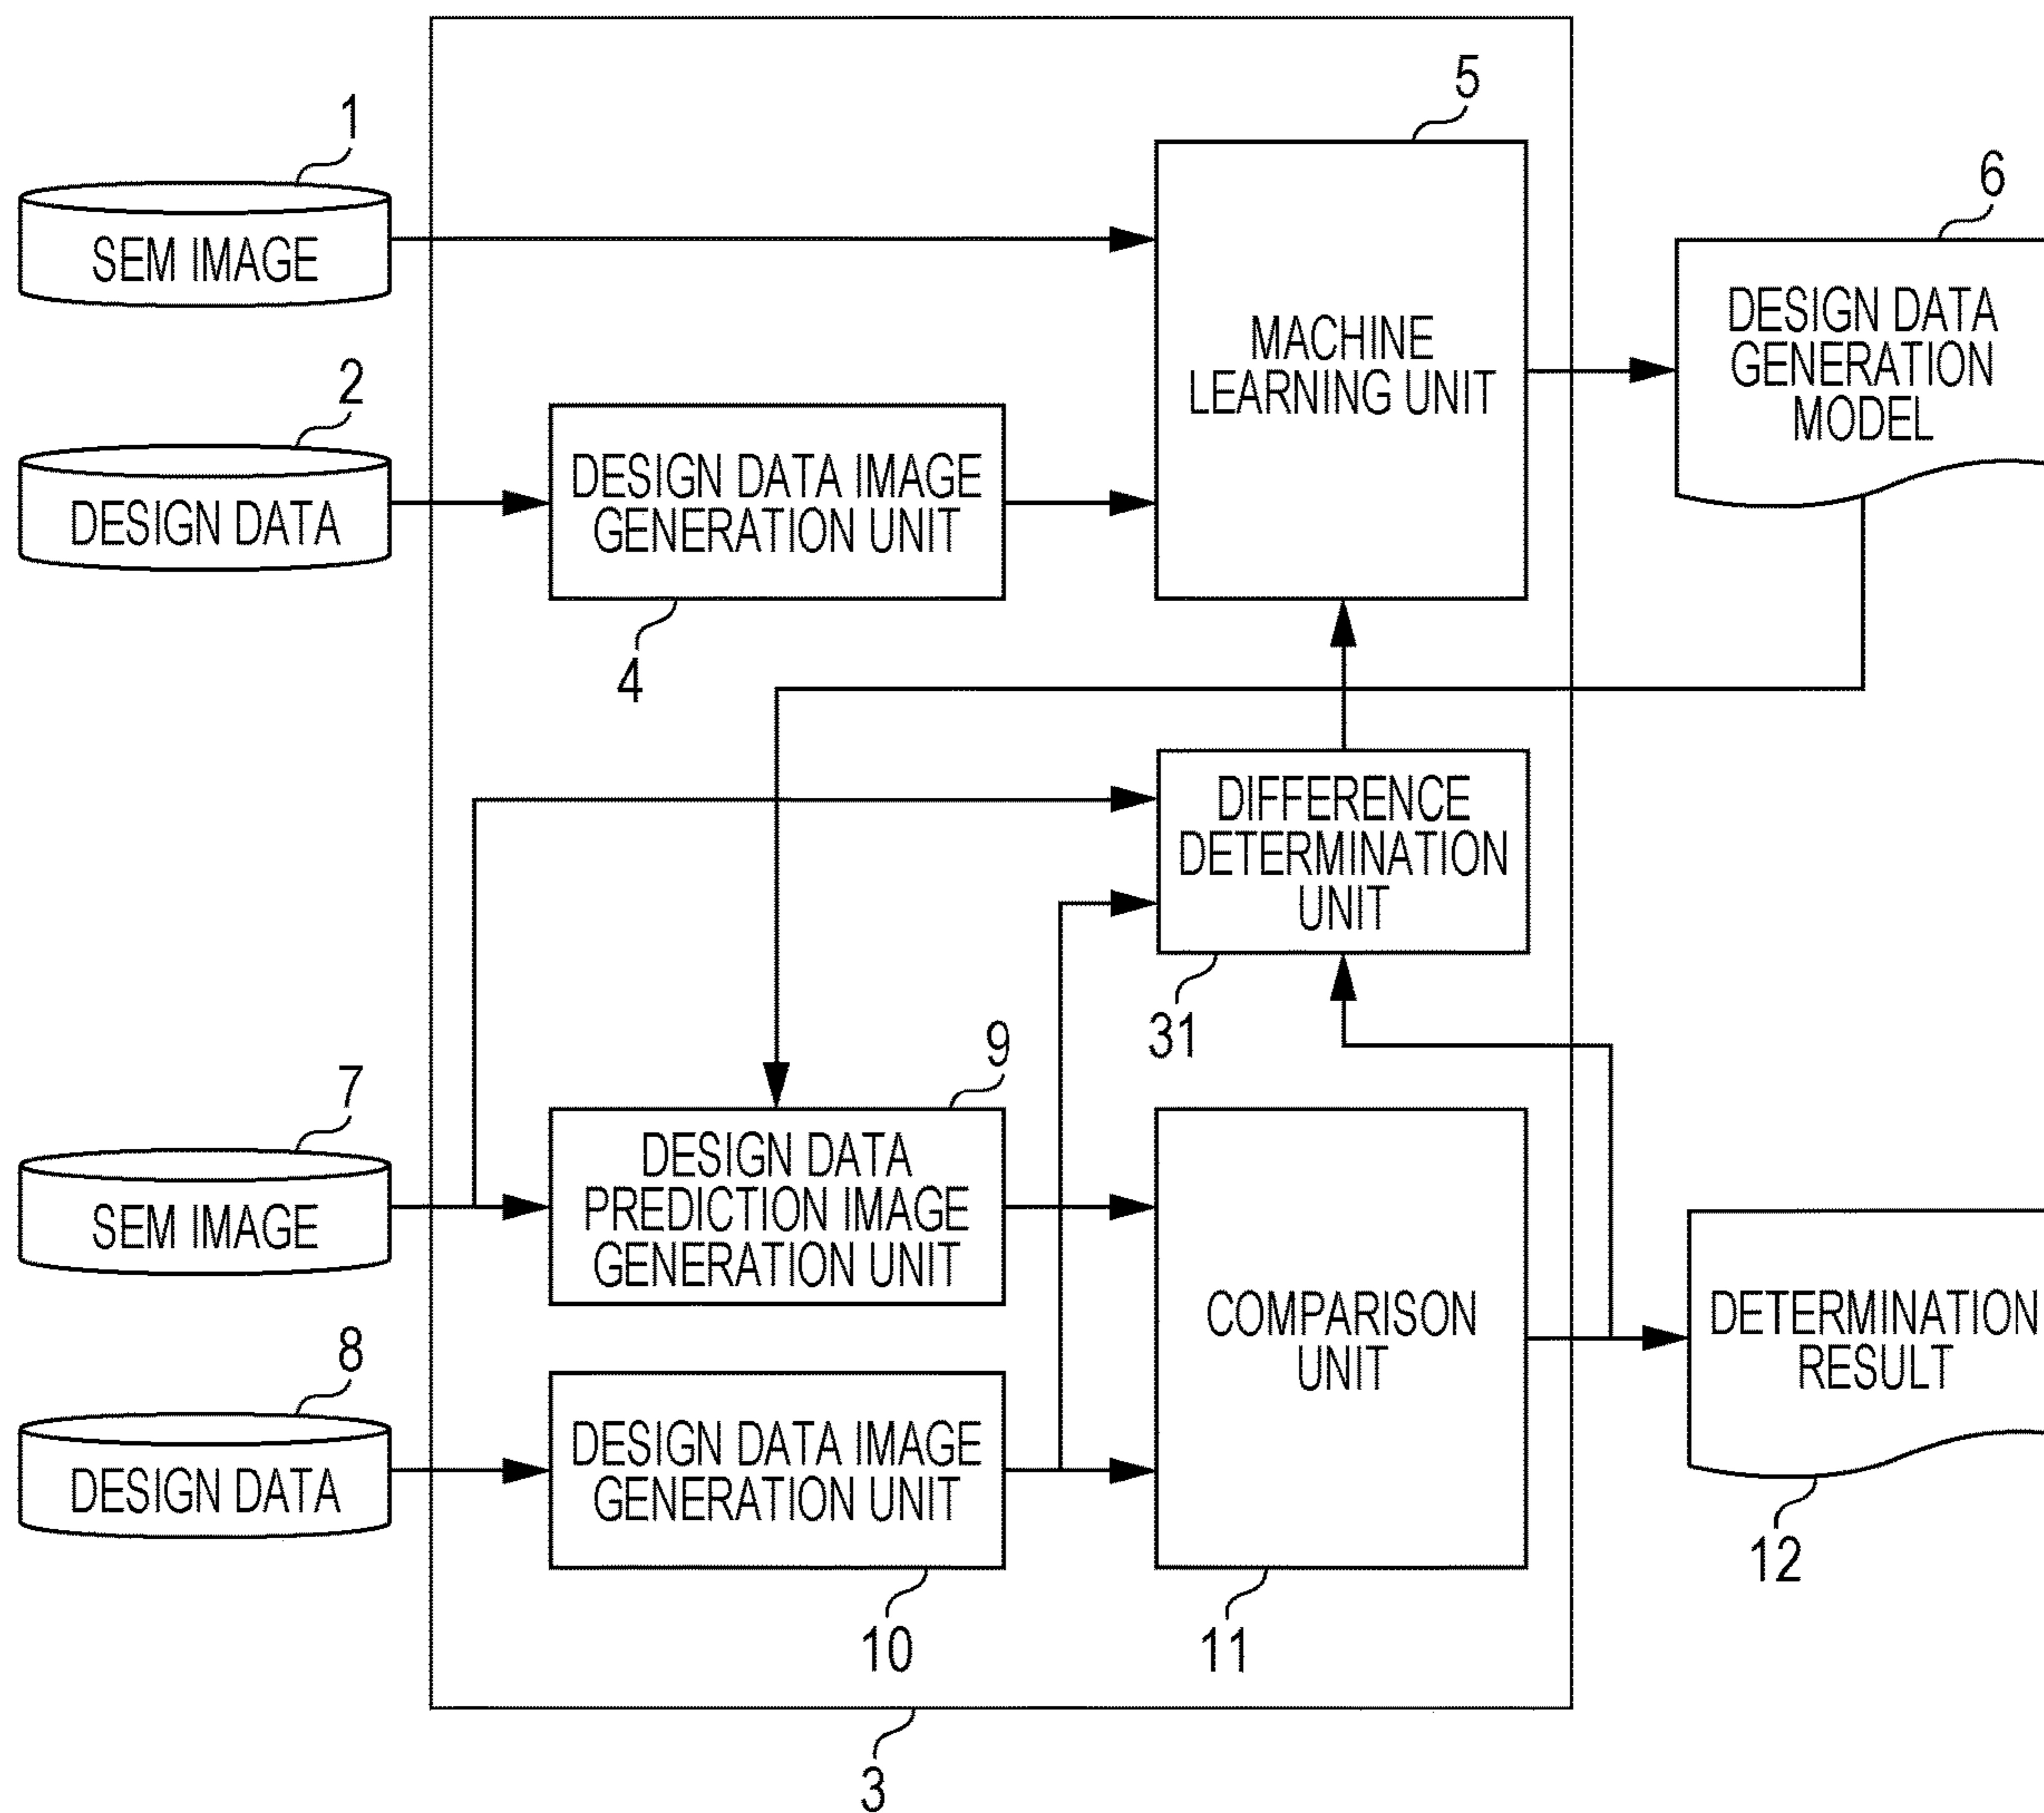 5
1
SEM IMAGE
6
DESIGN DATA
GENERATION
MODEL
MACHINE
LEARNING UNIT
2
DESIGN DATA
DESIGN DATA IMAGE
GENERATION UNIT
4
DIFFERENCE
DETERMINATION
UNIT
31
9
7
SEM IMAGE
DESIGN DATA
PREDICTION IMAGE
GENERATION UNIT
COMPARISON
UNIT
DETERMINATION
RESULT
12
8
DESIGN DATA
DESIGN DATA IMAGE
GENERATION UNIT
10
11
3